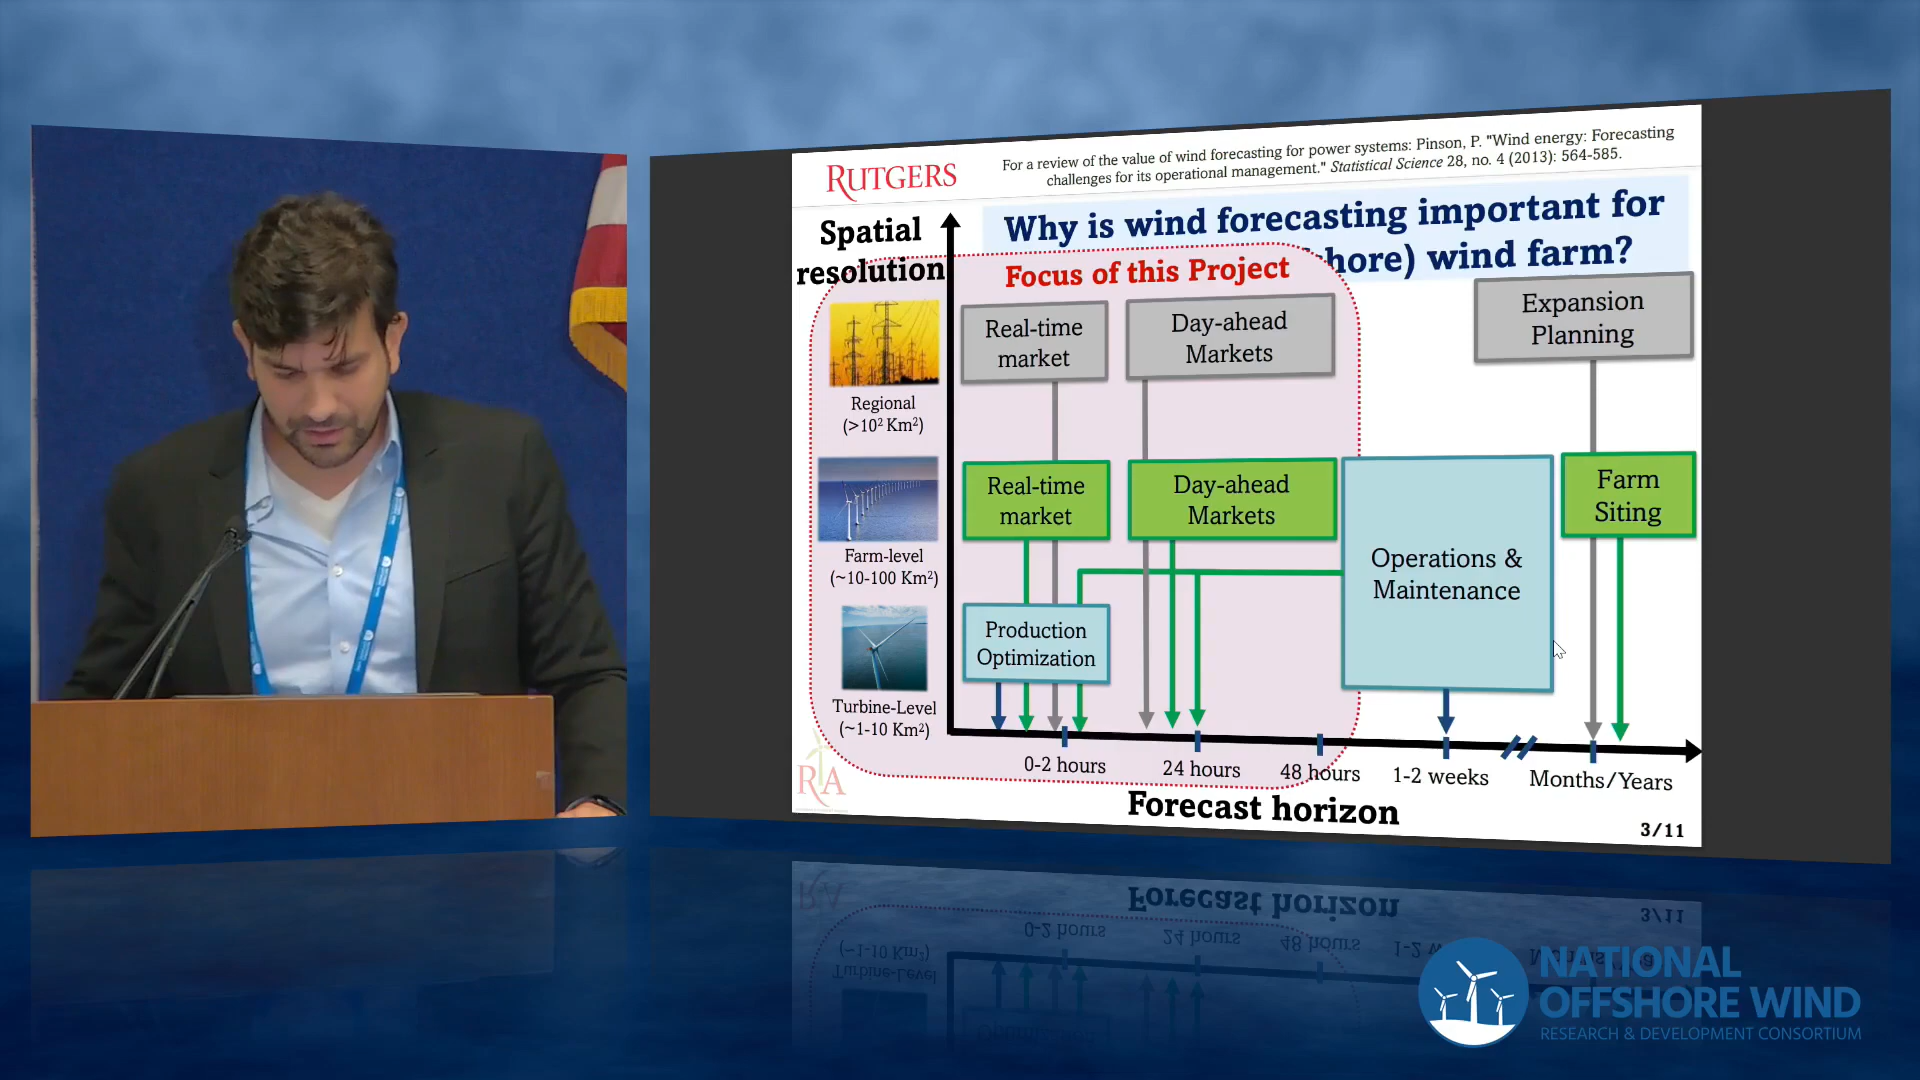 RUTGERS
For a review of the value of wind forecasting for power systems: Pinson, P. "Wind energy: Forecasting
challenges for its operational management." Statistical Science 28, no. 4 (2013): 564-585.
Why is wind forecasting important for
hore) wind farm?
Spatial
resolution
Focus of this Project
Real-time
market
Day-ahead
Markets
Expansion
Planning
Regional
(>10² Km²)
Real-time
market
Day-ahead
Markets
Operations &
Maintenance
Farm
Siting
Farm-level
(~10-100 Km²)
Production
Optimization
Turbine-Level
(~1-10 Km²)
0-2 hours
24 hours
48 hours
1-2 weeks
Months/Years
Forecast horizon
3/11
RA
NATIONAL
OFFSHORE WIND
RESEARCH & DEVELOPMENT CONSORTIUM